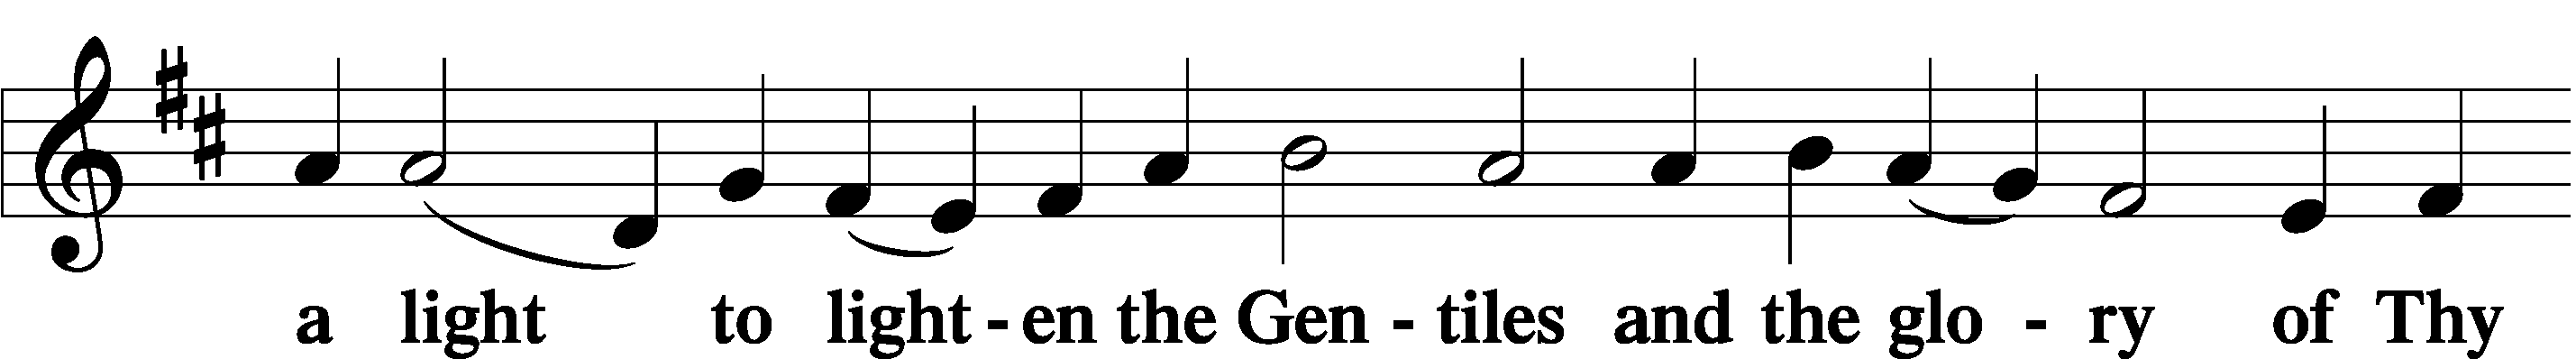 a light to light - en the Gen - tiles and the glo - ry of Thy